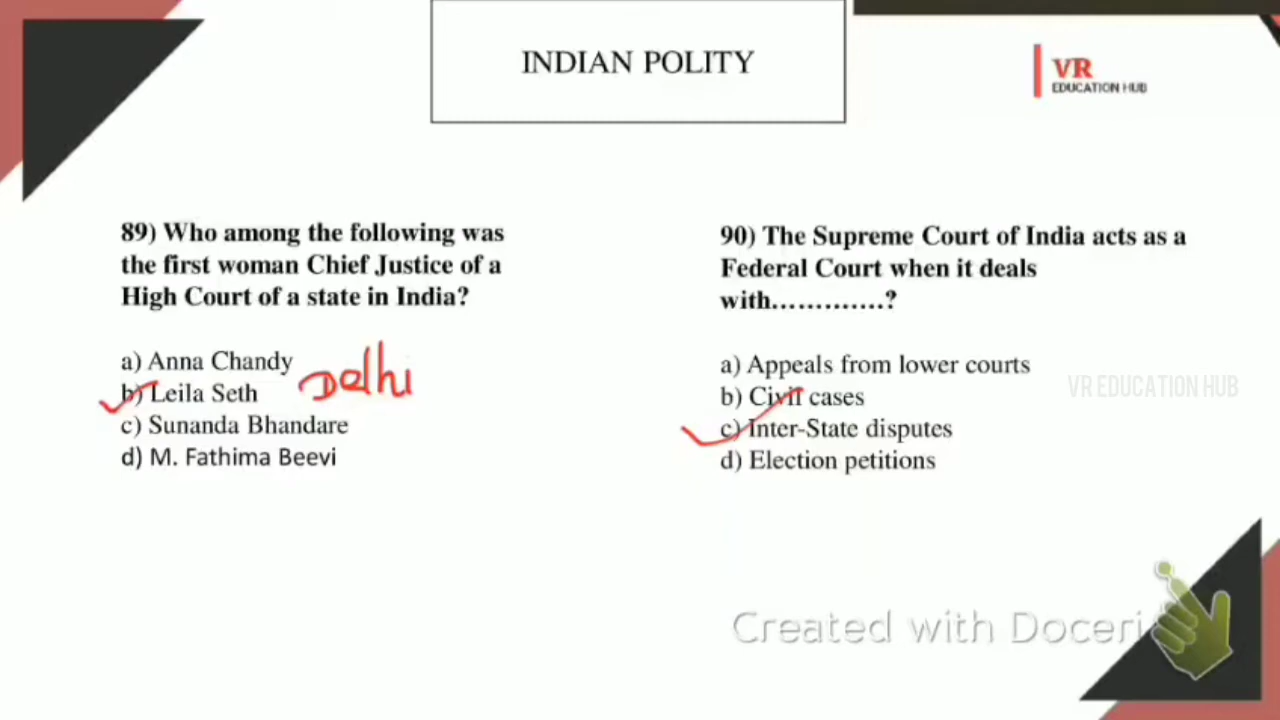 INDIAN POLITY
VR
EDUCATION HUB
89) Who among the following was
the first woman Chief Justice of a
High Court of a state in India?
a) Anna Chandy
b) Leila Seth
Delhi
c) Sunanda Bhandare
d) M. Fathima Beevi
90) The Supreme Court of India acts as a
Federal Court when it deals
with.............?
a) Appeals from lower courts
b) Civil cases
c) Inter-State disputes
d) Election petitions
VR EDUCATION HUB
Created with Doceri